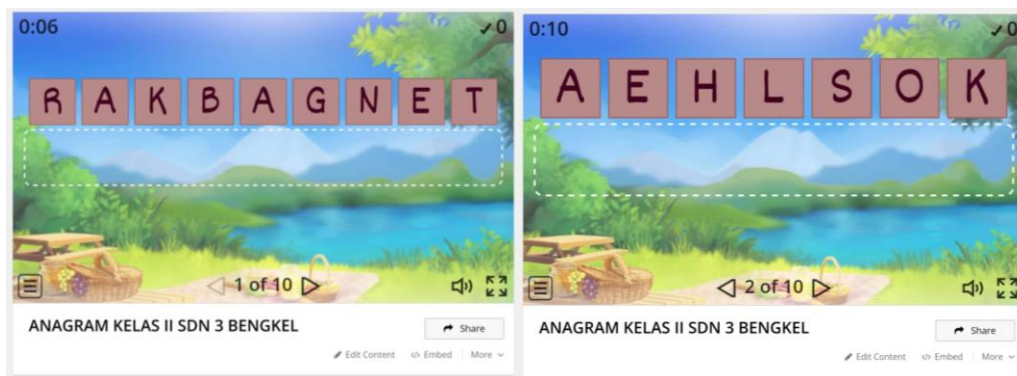 0:06 ✓0
R A K B A G N E T
1 of 10
ANAGRAM KELAS II SDN 3 BENGKEL
Share
Edit Content Embed More
0:10 ✓0
A E H L S O K
2 of 10
ANAGRAM KELAS II SDN 3 BENGKEL
Share
Edit Content Embed More